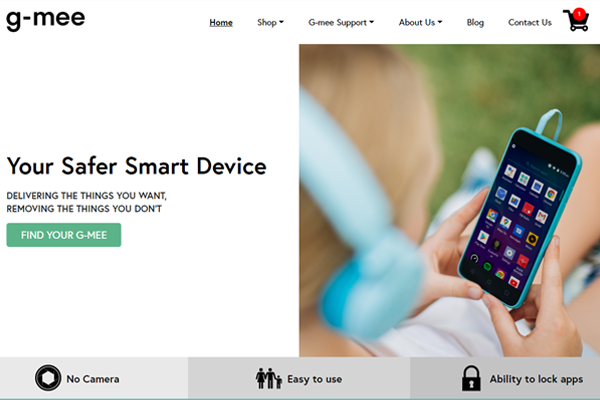 g-mee
Home Shop G-mee Support About Us Blog Contact Us 1
Your Safer Smart Device
DELIVERING THE THINGS YOU WANT,
REMOVING THE THINGS YOU DON'T
FIND YOUR G-MEE
No Camera Easy to use Ability to lock apps